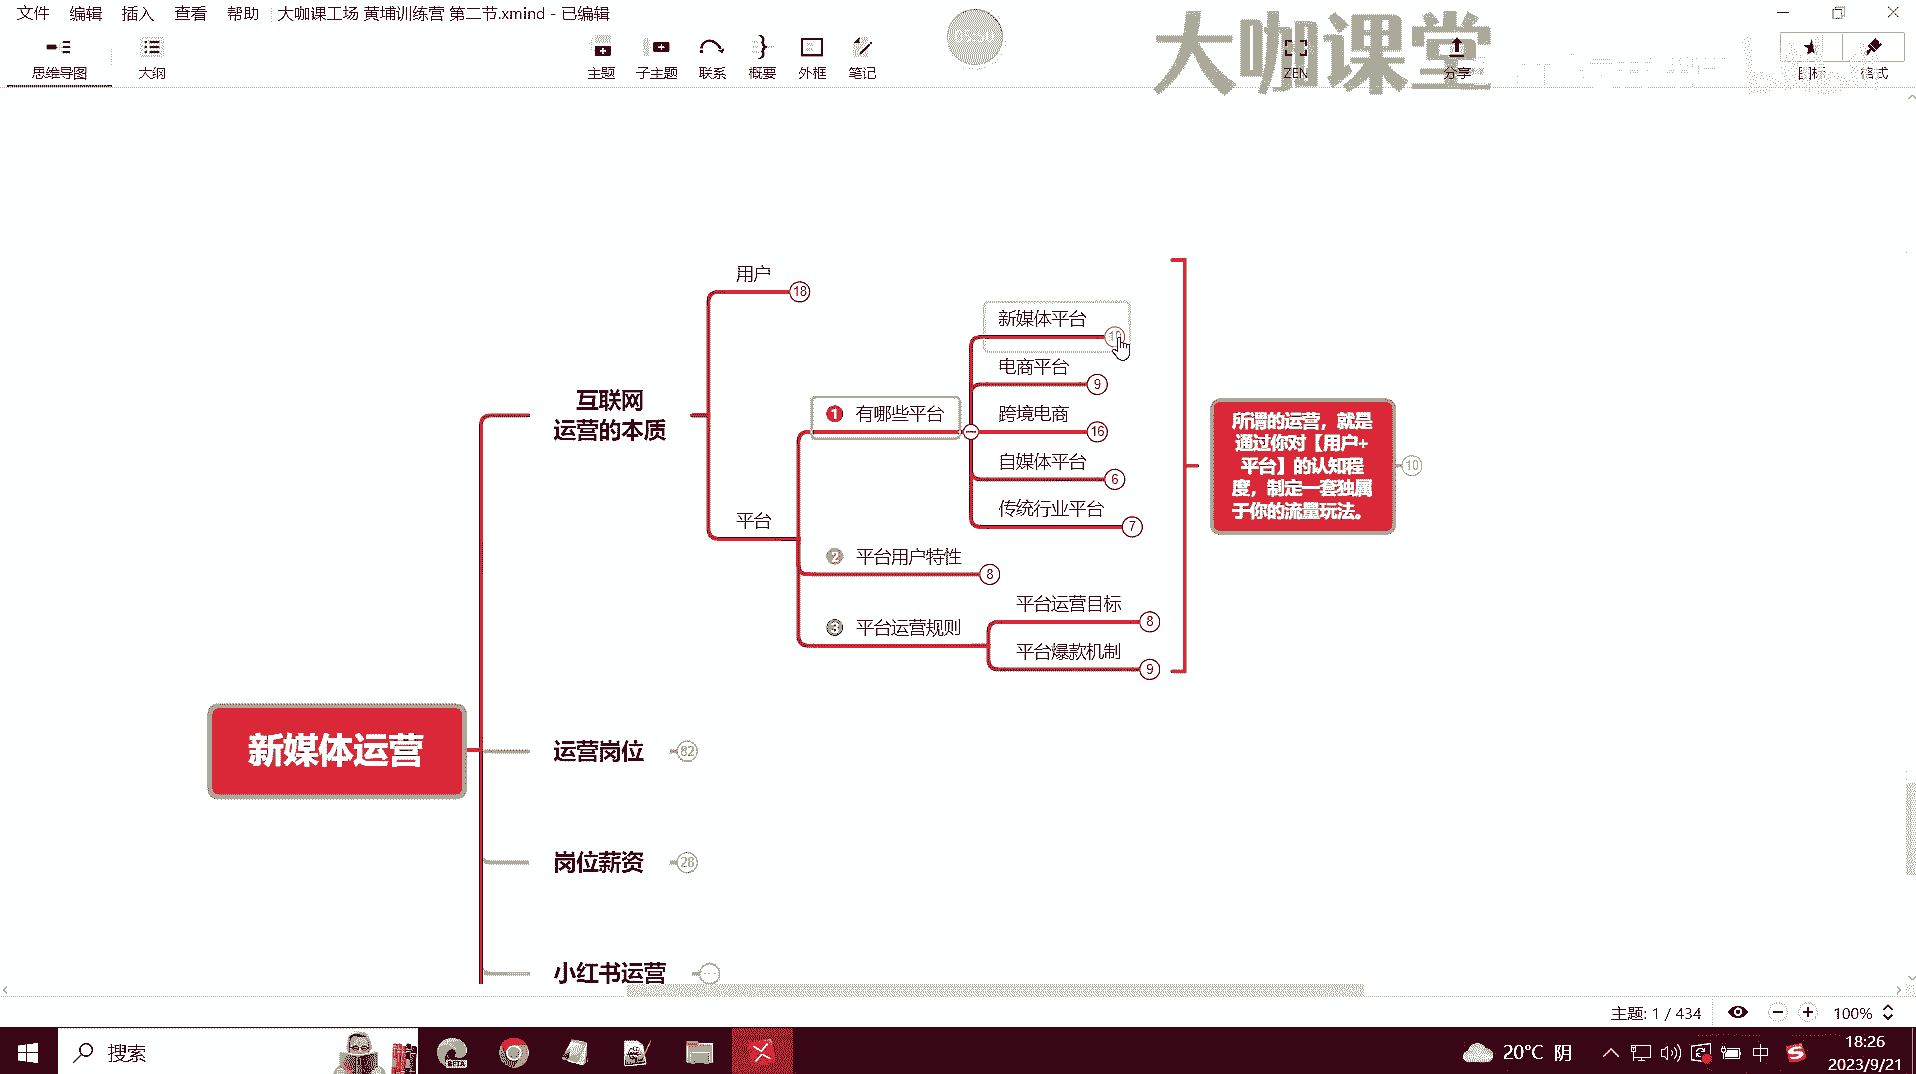 文件 编辑 插入 查看 帮助 大咖课工场 黄埔训练营 第二节.xmind - 已编辑
思维导图 大纲 主题 子主题 联系 概要 外框 笔记 ZEN 分享 图标 格式
大咖课堂
用户 18
新媒体平台
电商平台 9
互联网
运营的本质
1 有哪些平台
跨境电商 16
自媒体平台 6
传统行业平台 7
平台
2 平台用户特性 8
3 平台运营规则
平台运营目标 8
平台爆款机制 9
所谓的运营，就是
通过你对【用户+
平台】的认知程
度，制定一套独属
于你的流量玩法。
10
新媒体运营
运营岗位 82
岗位薪资 28
小红书运营
主题: 1 / 434 100%
搜索 BETA 20°C 阴 中 18:26
2023/9/21